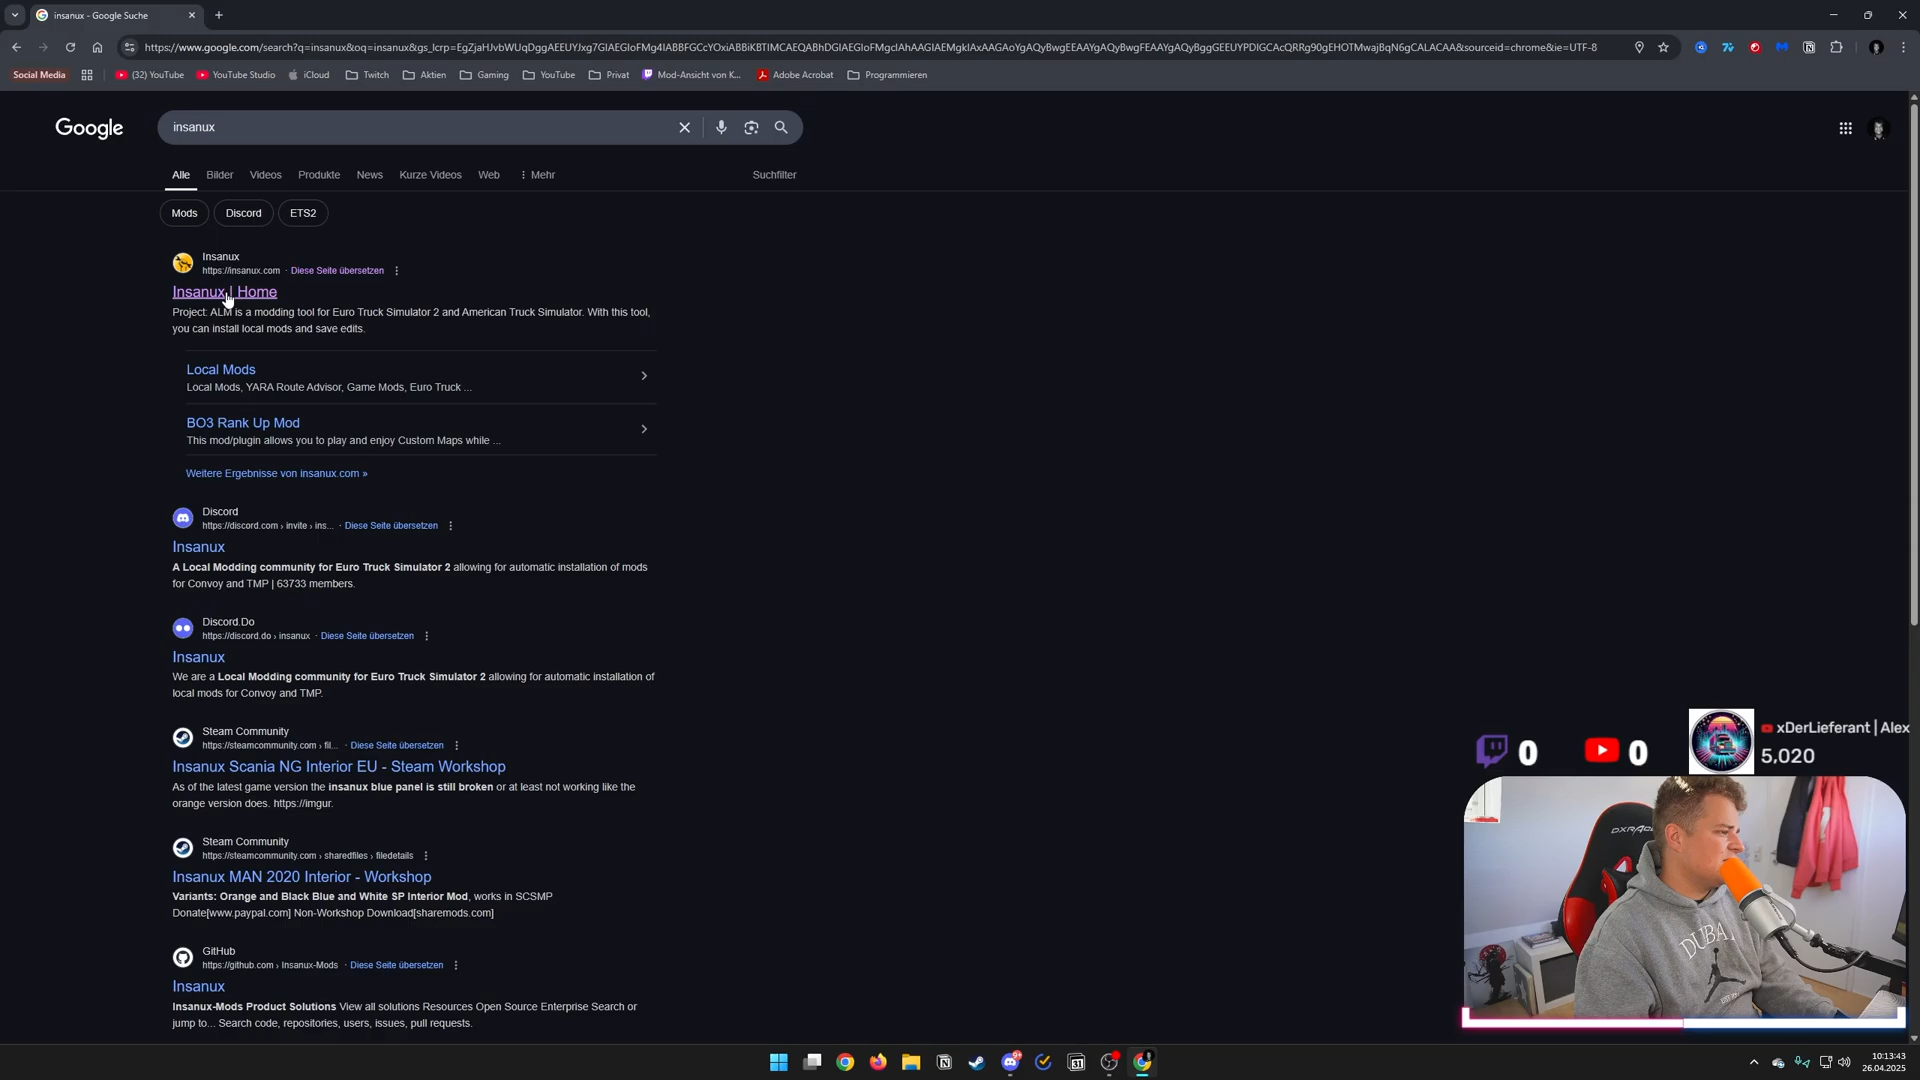 insanux - Google Suche
https://www.google.com/search?q=insanux&oq=insanux&gs_lcrp=EgZjaHJvbWUqDggAEEUYJxg7GIAEGIoFMg4IABBFGCcYOxiABBiKBTIMCAEQABhDGIAEGIoFMgcIAhAAGIAEMgkIAxAAGAoYgAQyBwgEEAAYgAQyBwgFEAAYgAQyBggGEEUYPDIGCAcQRRg90gEHOTMwajBqN6gCALACAA&sourceid=chrome&ie=UTF-8
Social Media
(32) YouTube
YouTube Studio
iCloud
Twitch
Aktien
Gaming
YouTube
Privat
Mod-Ansicht von K...
Adobe Acrobat
Programmieren
Google
insanux
Alle
Bilder
Videos
Produkte
News
Kurze Videos
Web
Mehr
Suchfilter
Mods
Discord
ETS2
Insanux
https://insanux.com · Diese Seite übersetzen
Insanux | Home
Project: ALM is a modding tool for Euro Truck Simulator 2 and American Truck Simulator. With this tool,
you can install local mods and save edits.
Local Mods
Local Mods, YARA Route Advisor, Game Mods, Euro Truck ...
BO3 Rank Up Mod
This mod/plugin allows you to play and enjoy Custom Maps while ...
Weitere Ergebnisse von insanux.com »
Discord
https://discord.com › invite › ins... · Diese Seite übersetzen
Insanux
A Local Modding community for Euro Truck Simulator 2 allowing for automatic installation of mods
for Convoy and TMP | 63733 members.
Discord.Do
https://discord.do › insanux · Diese Seite übersetzen
Insanux
We are a Local Modding community for Euro Truck Simulator 2 allowing for automatic installation of
local mods for Convoy and TMP.
Steam Community
https://steamcommunity.com › fil... · Diese Seite übersetzen
Insanux Scania NG Interior EU - Steam Workshop
As of the latest game version the insanux blue panel is still broken or at least not working like the
orange version does. https://imgur.
Steam Community
https://steamcommunity.com › sharedfiles › filedetails
Insanux MAN 2020 Interior - Workshop
Variants: Orange and Black Blue and White SP Interior Mod, works in SCSMP
Donate[www.paypal.com] Non-Workshop Download[sharemods.com]
GitHub
https://github.com › Insanux-Mods · Diese Seite übersetzen
Insanux
Insanux-Mods Product Solutions View all solutions Resources Open Source Enterprise Search or
jump to... Search code, repositories, users, issues, pull requests.
0
0
xDerLieferant | Alex
5,020
DUBAI
31
10:13:43
26.04.2025